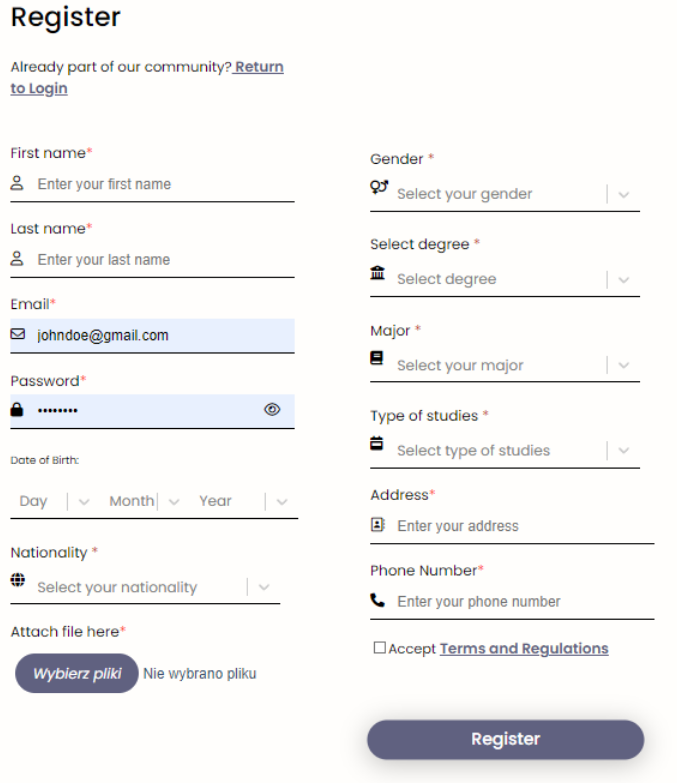 Register
Already part of our community? Return
to Login
First name*
Enter your first name
Last name*
Enter your last name
Email*
johndoe@gmail.com
Password*
••••••••
Date of Birth:
Day Month Year
Nationality *
Select your nationality
Attach file here*
Wybierz pliki Nie wybrano pliku
Gender *
Select your gender
Select degree *
Select degree
Major *
Select your major
Type of studies *
Select type of studies
Address*
Enter your address
Phone Number*
Enter your phone number
Accept Terms and Regulations
Register